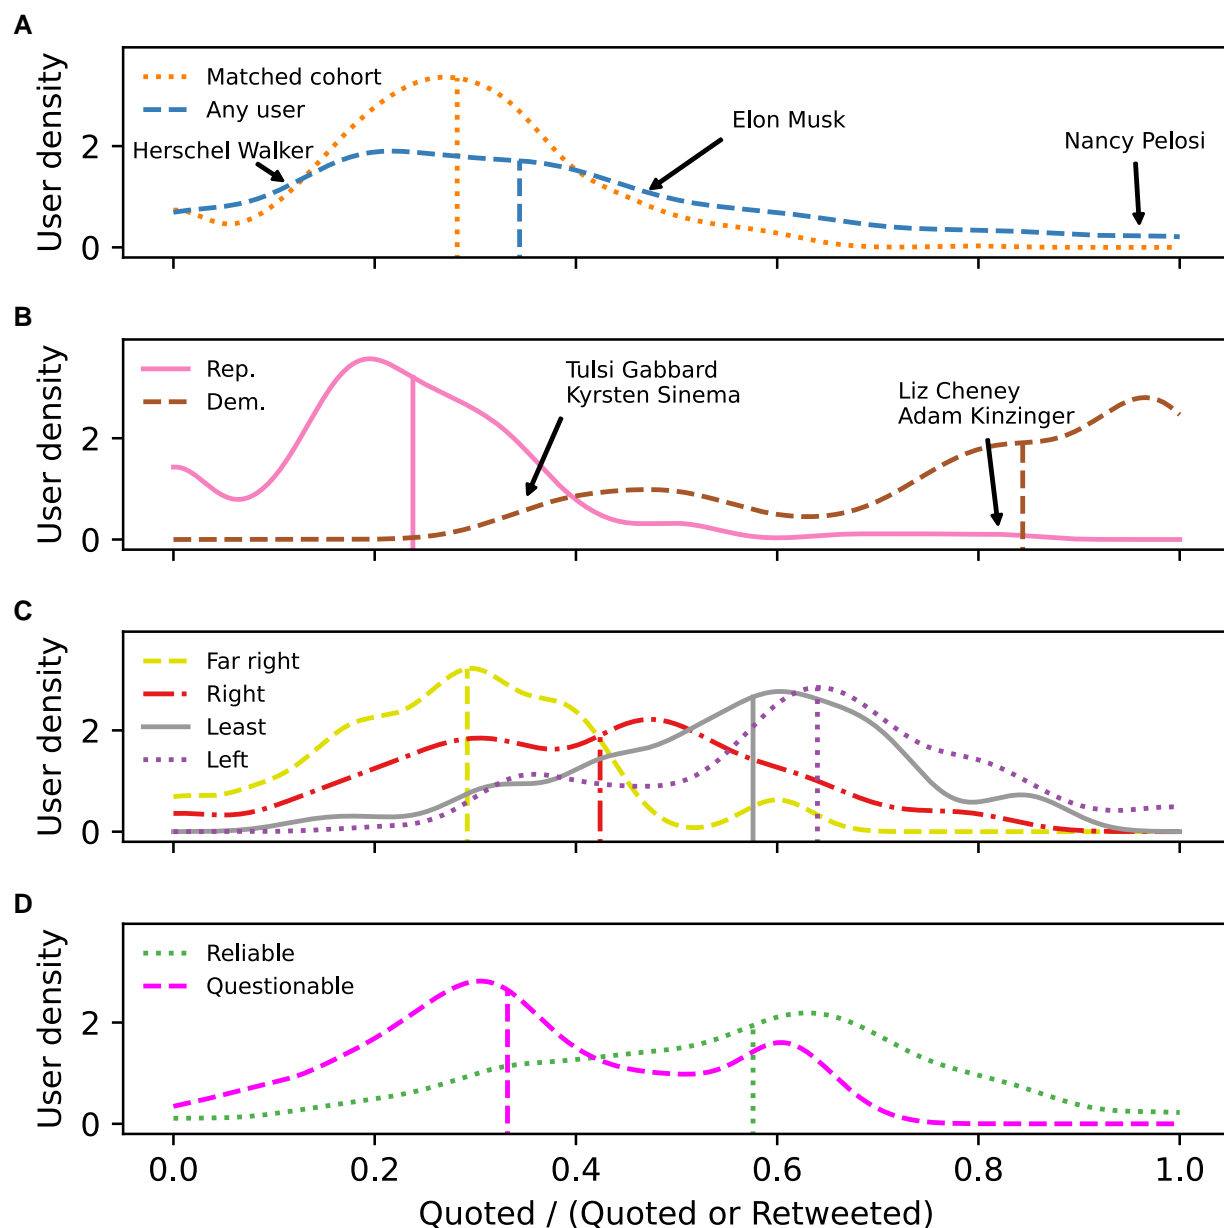 A
User density
2
0
Matched cohort
Any user
Herschel Walker
Elon Musk
Nancy Pelosi
B
User density
2
0
Rep.
Dem.
Tulsi Gabbard
Kyrsten Sinema
Liz Cheney
Adam Kinzinger
C
User density
2
0
Far right
Right
Least
Left
D
User density
2
0
Reliable
Questionable
0.0 0.2 0.4 0.6 0.8 1.0
Quoted / (Quoted or Retweeted)